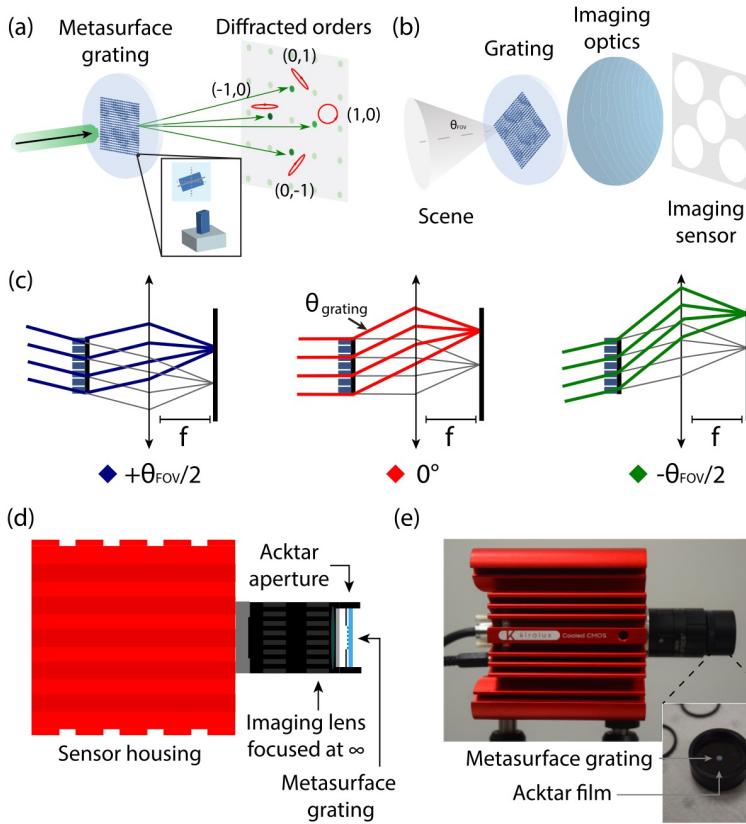 (a)
Metasurface
grating
Diffracted orders
(0,1)
(-1,0)
(1,0)
(0,-1)
(b)
Grating
Imaging
optics
θFOV
Scene
Imaging
sensor
(c)
θgrating
f
f
f
+θFOV/2
0°
-θFOV/2
(d)
Acktar
aperture
Imaging lens
focused at ∞
Sensor housing
Metasurface
grating
(e)
K kiralux Cooled CMOS
Metasurface grating
Acktar film